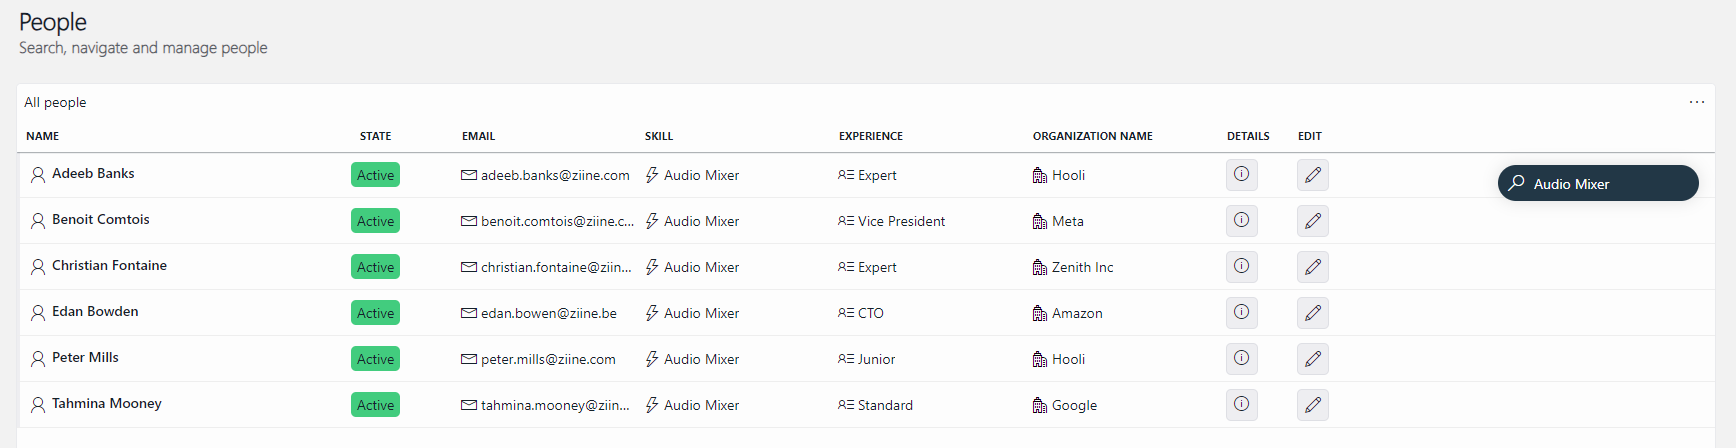 People
Search, navigate and manage people
All people
NAME STATE EMAIL SKILL EXPERIENCE ORGANIZATION NAME DETAILS EDIT
Adeeb Banks Active adeeb.banks@ziine.com Audio Mixer Expert Hooli Audio Mixer
Benoit Comtois Active benoit.comtois@ziine.c... Audio Mixer Vice President Meta
Christian Fontaine Active christian.fontaine@ziin... Audio Mixer Expert Zenith Inc
Edan Bowden Active edan.bowen@ziine.be Audio Mixer CTO Amazon
Peter Mills Active peter.mills@ziine.com Audio Mixer Junior Hooli
Tahmina Mooney Active tahmina.mooney@ziin... Audio Mixer Standard Google